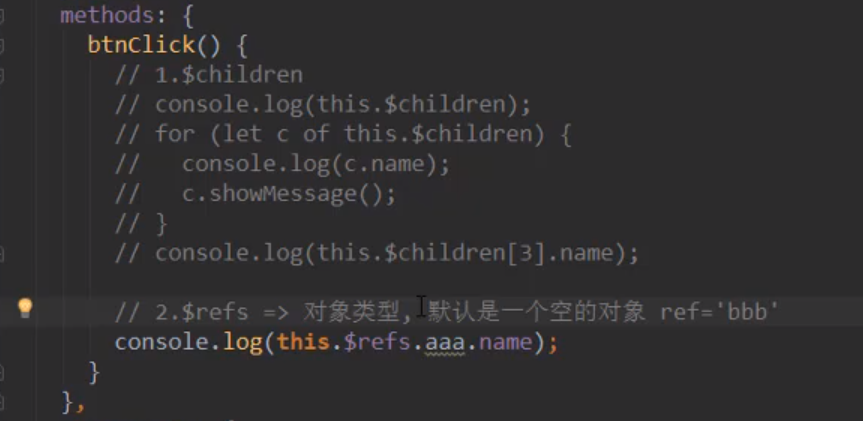 methods: {
btnClick() {
// 1.$children
// console.log(this.$children);
// for (let c of this.$children) {
//   console.log(c.name);
//   c.showMessage();
// }
// console.log(this.$children[3].name);
// 2.$refs => 对象类型, 默认是一个空的对象 ref='bbb'
console.log(this.$refs.aaa.name);
}
},